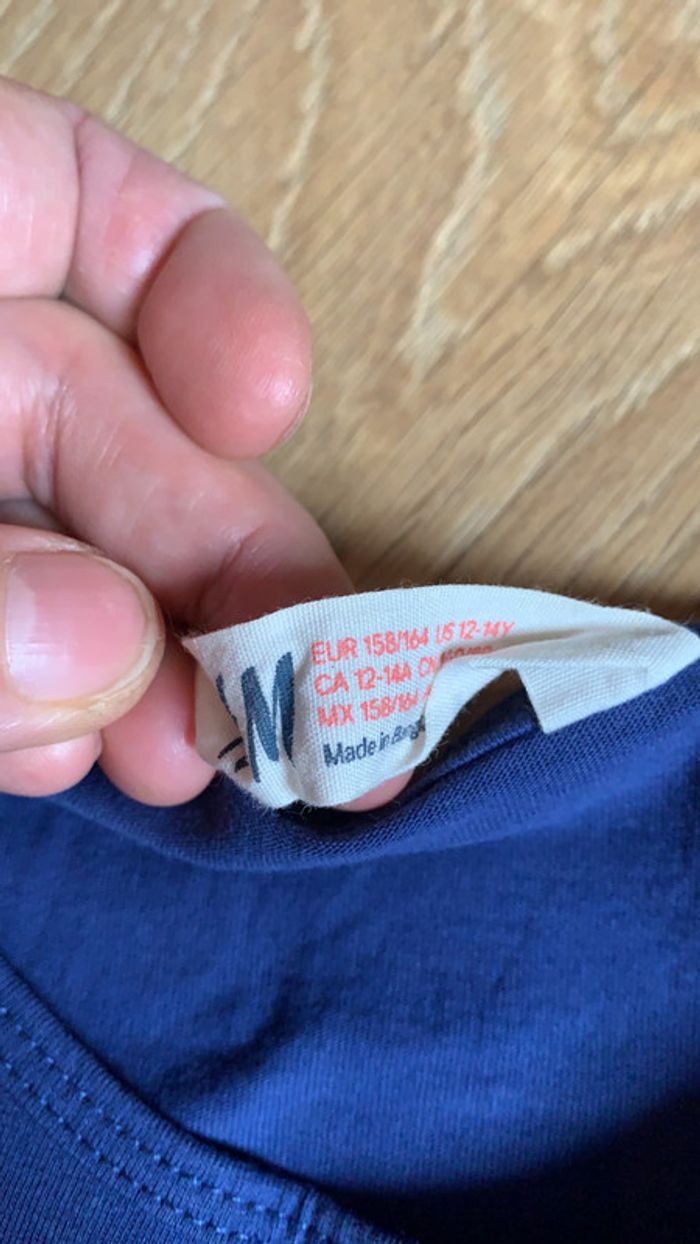 M
EUR 158/164 US 12-14Y
CA 12-14A
MX 158/164
Made in